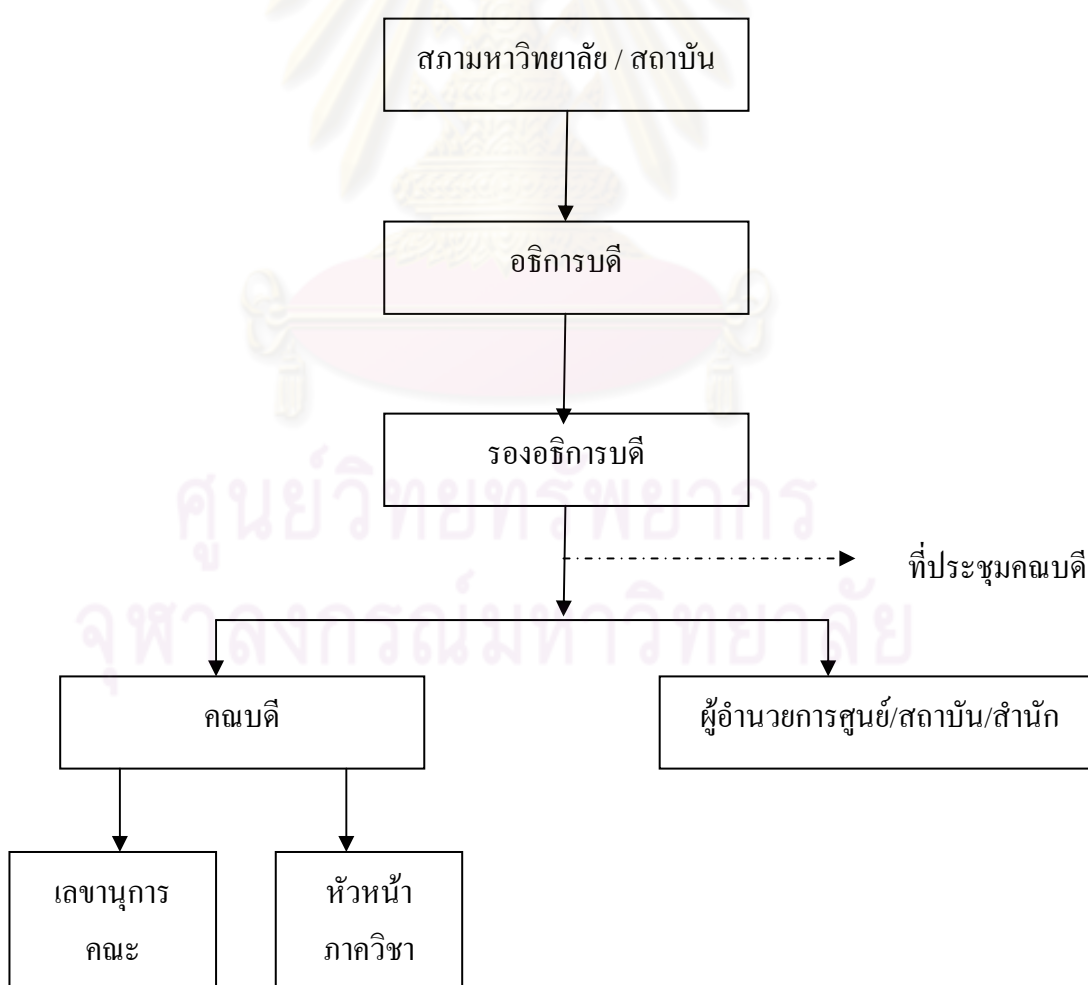 สภามหาวิทยาลัย / สถาบัน
อธิการบดี
รองอธิการบดี
ศูนย์วิทยทรัพยากร
ที่ประชุมคณบดี
จุฬาลงกรณ์มหาวิทยาลัย
คณบดี
ผู้อำนวยการศูนย์/สถาบัน/สำนัก
เลขานุการ
คณะ
หัวหน้า
ภาควิชา